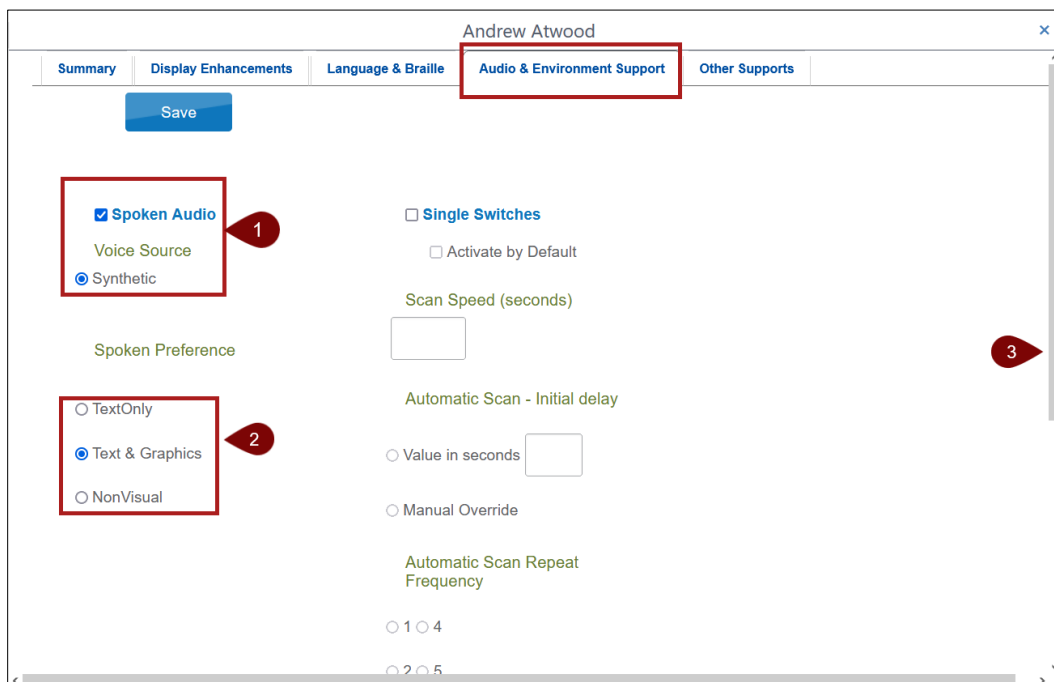 Andrew Atwood ×
Summary Display Enhancements Language & Braille Audio & Environment Support Other Supports
Save
Spoken Audio
1
Voice Source
Synthetic
Spoken Preference
TextOnly
2
Text & Graphics
NonVisual
Single Switches
Activate by Default
Scan Speed (seconds)
Automatic Scan - Initial delay
Value in seconds
Manual Override
Automatic Scan Repeat
Frequency
1 4
2 5
3